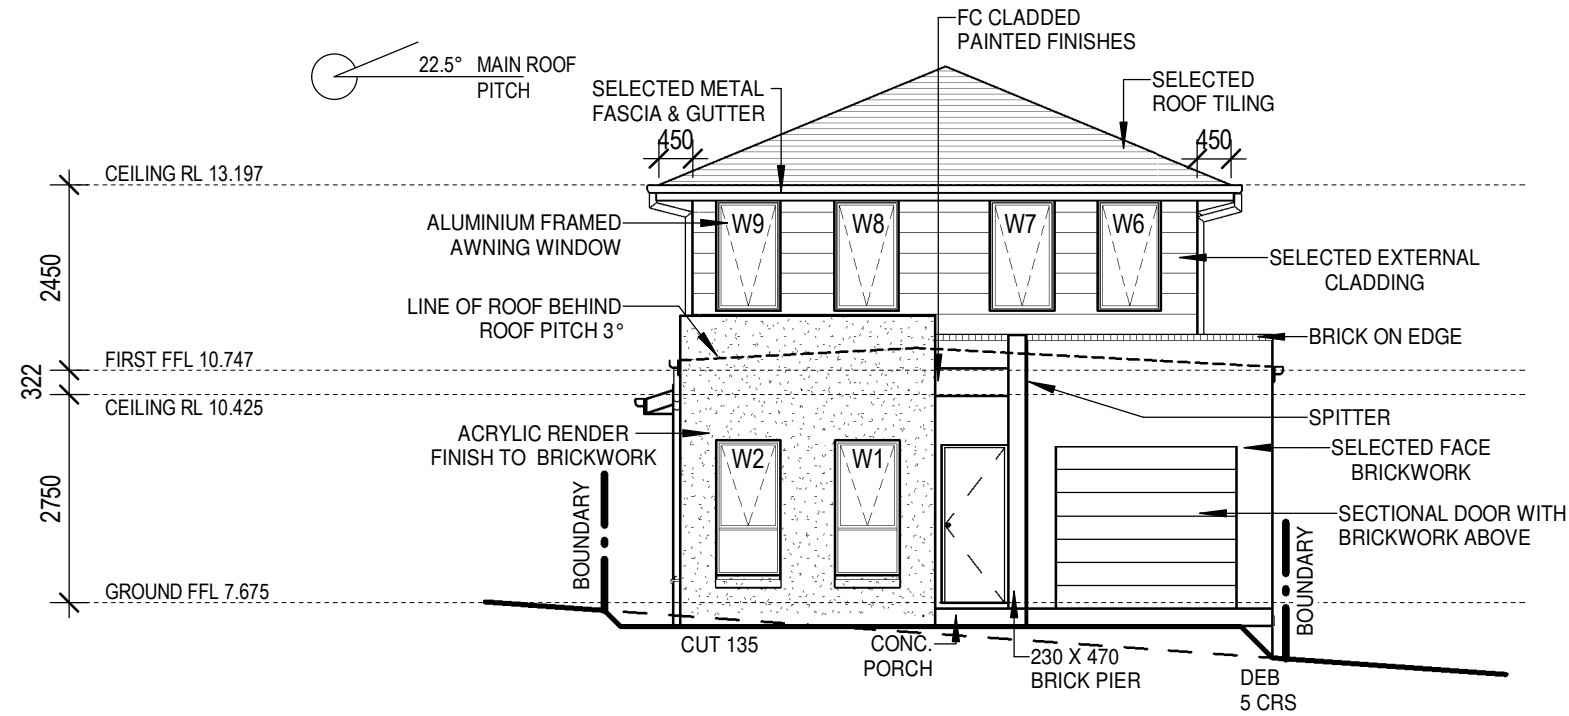 FC CLADDED
PAINTED FINISHES
22.5° MAIN ROOF
PITCH
SELECTED METAL
FASCIA & GUTTER
SELECTED
ROOF TILING
450
450
CEILING RL 13.197
ALUMINIUM FRAMED
AWNING WINDOW
W9
W8
W7
W6
SELECTED EXTERNAL
CLADDING
2450
LINE OF ROOF BEHIND
ROOF PITCH 3°
BRICK ON EDGE
FIRST FFL 10.747
322
CEILING RL 10.425
SPITTER
ACRYLIC RENDER
FINISH TO BRICKWORK
W2
W1
SELECTED FACE
BRICKWORK
2750
BOUNDARY
SECTIONAL DOOR WITH
BRICKWORK ABOVE
BOUNDARY
GROUND FFL 7.675
CUT 135
CONC.
PORCH
230 X 470
BRICK PIER
DEB
5 CRS